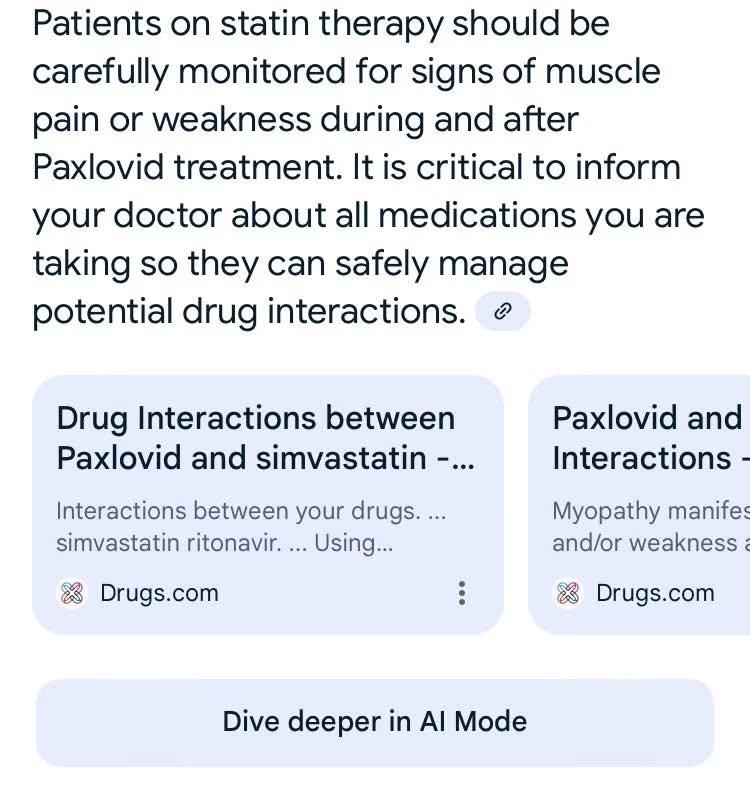 Patients on statin therapy should be
carefully monitored for signs of muscle
pain or weakness during and after
Paxlovid treatment. It is critical to inform
your doctor about all medications you are
taking so they can safely manage
potential drug interactions.
Drug Interactions between
Paxlovid and simvastatin -...
Interactions between your drugs. ...
simvastatin ritonavir. ... Using...
Drugs.com
Paxlovid and
Interactions -
Myopathy manifes
and/or weakness a
Drugs.com
Dive deeper in AI Mode